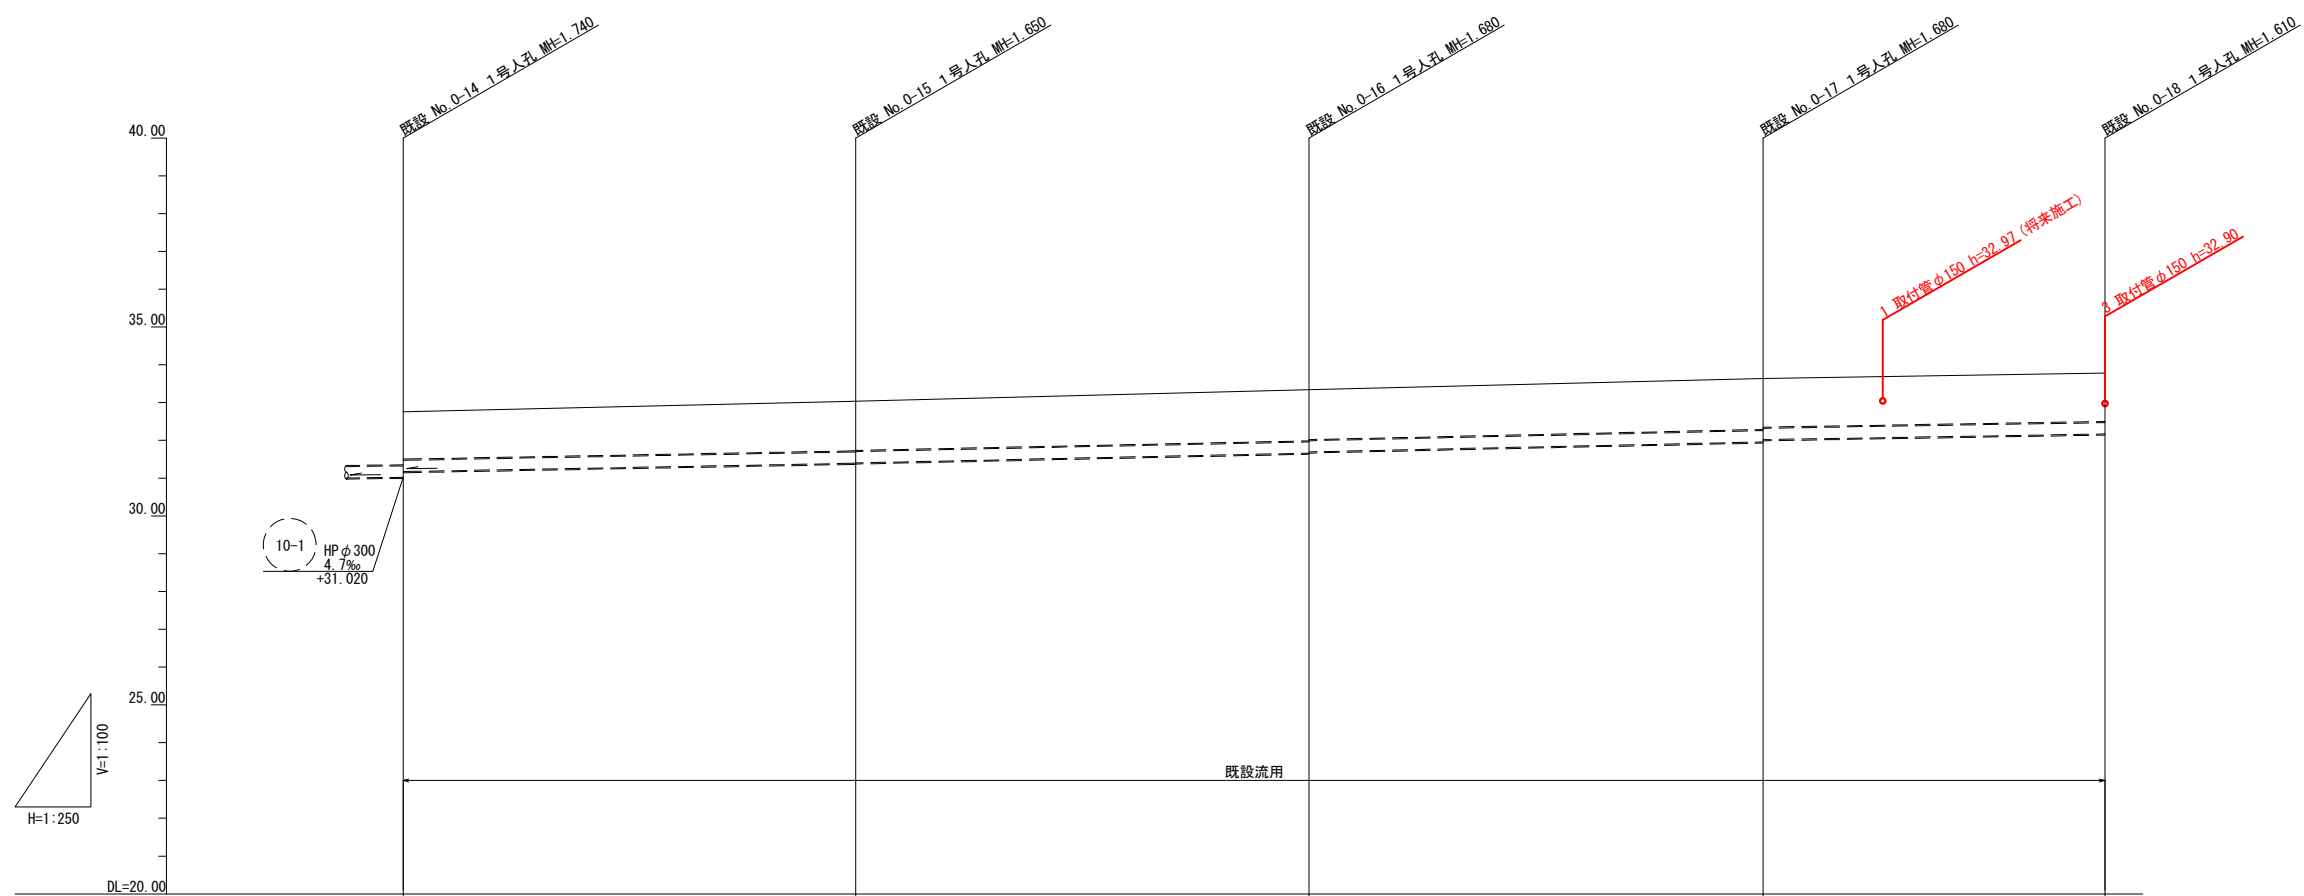 既設 No.0-14 1号人孔 MH=1.740
既設 No.0-15 1号人孔 MH=1.650
既設 No.0-16 1号人孔 MH=1.680
既設 No.0-17 1号人孔 MH=1.680
既設 No.0-18 1号人孔 MH=1.610
40.00
1 取付管φ150 h=32.97(将来施工)
3 取付管φ150 h=32.90
35.00
30.00
10-1
HPφ300
4.7‰
+31.020
25.00
V=1:100
H=1:250
既設流用
DL=20.00